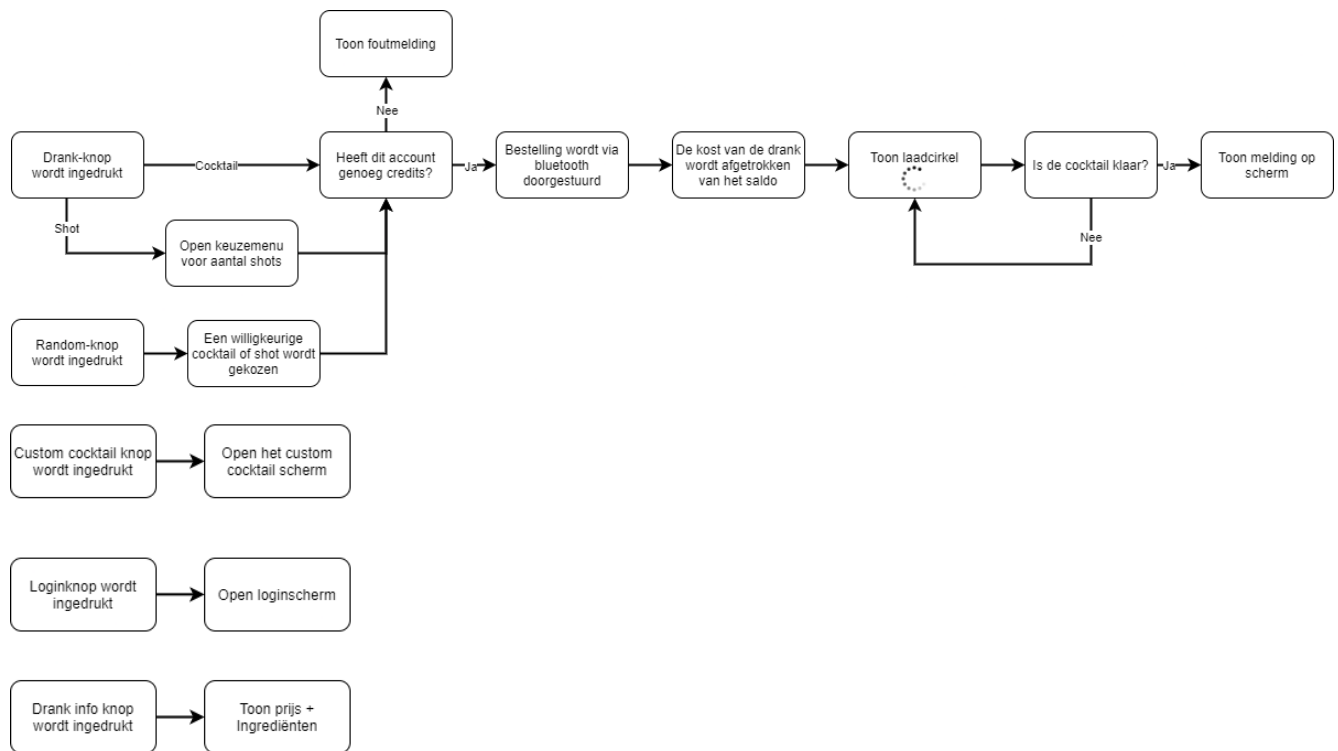 Toon foutmelding
Nee
Drank-knop
wordt ingedrukt
Cocktail
Heeft dit account
genoeg credits?
Ja
Bestelling wordt via
bluetooth
doorgestuurd
De kost van de drank
wordt afgetrokken
van het saldo
Toon laadcirkel
Is de cocktail klaar?
Ja
Toon melding op
scherm
Shot
Nee
Open keuzemenu
voor aantal shots
Random-knop
wordt ingedrukt
Een willigkeurige
cocktail of shot wordt
gekozen
Custom cocktail knop
wordt ingedrukt
Open het custom
cocktail scherm
Loginknop wordt
ingedrukt
Open loginscherm
Drank info knop
wordt ingedrukt
Toon prijs +
Ingrediënten